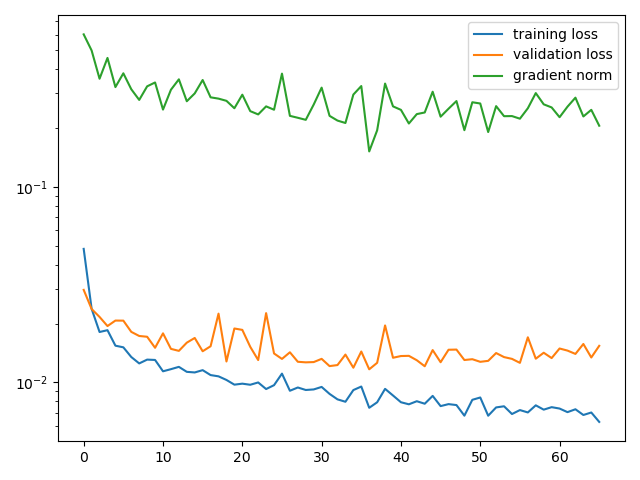 training loss
validation loss
gradient norm
10⁻¹
10⁻²
0 10 20 30 40 50 60